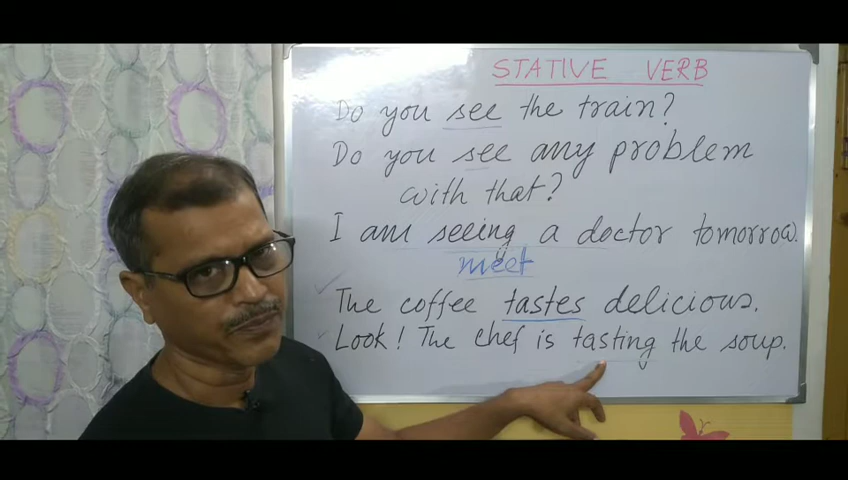 STATIVE VERB
Do you see the train?
Do you see any problem
with that?
I am seeing a doctor tomorrow.
meet
The coffee tastes delicious.
Look! The chef is tasting the soup.